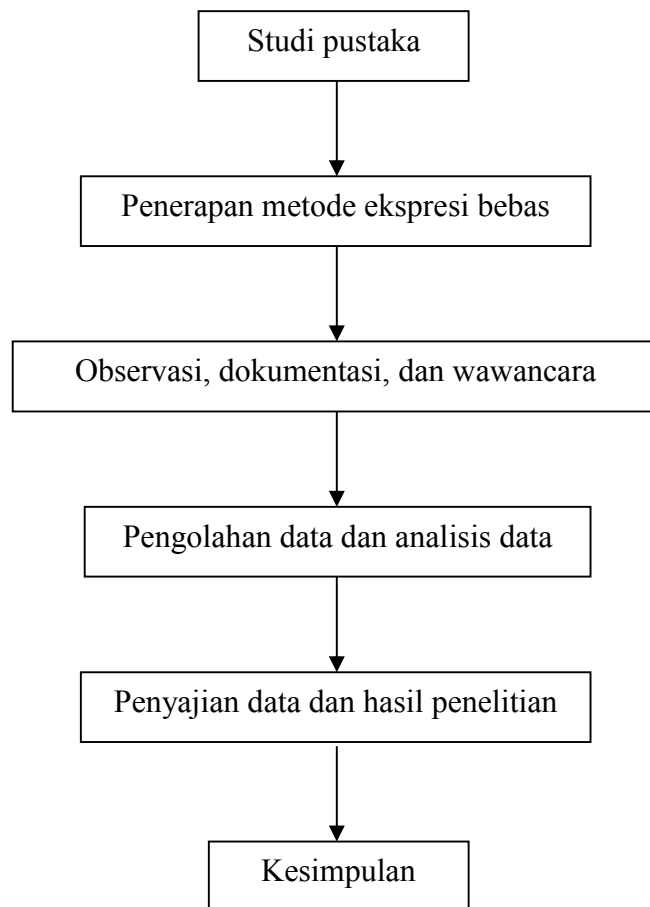 Studi pustaka
Penerapan metode ekspresi bebas
Observasi, dokumentasi, dan wawancara
Pengolahan data dan analisis data
Penyajian data dan hasil penelitian
Kesimpulan